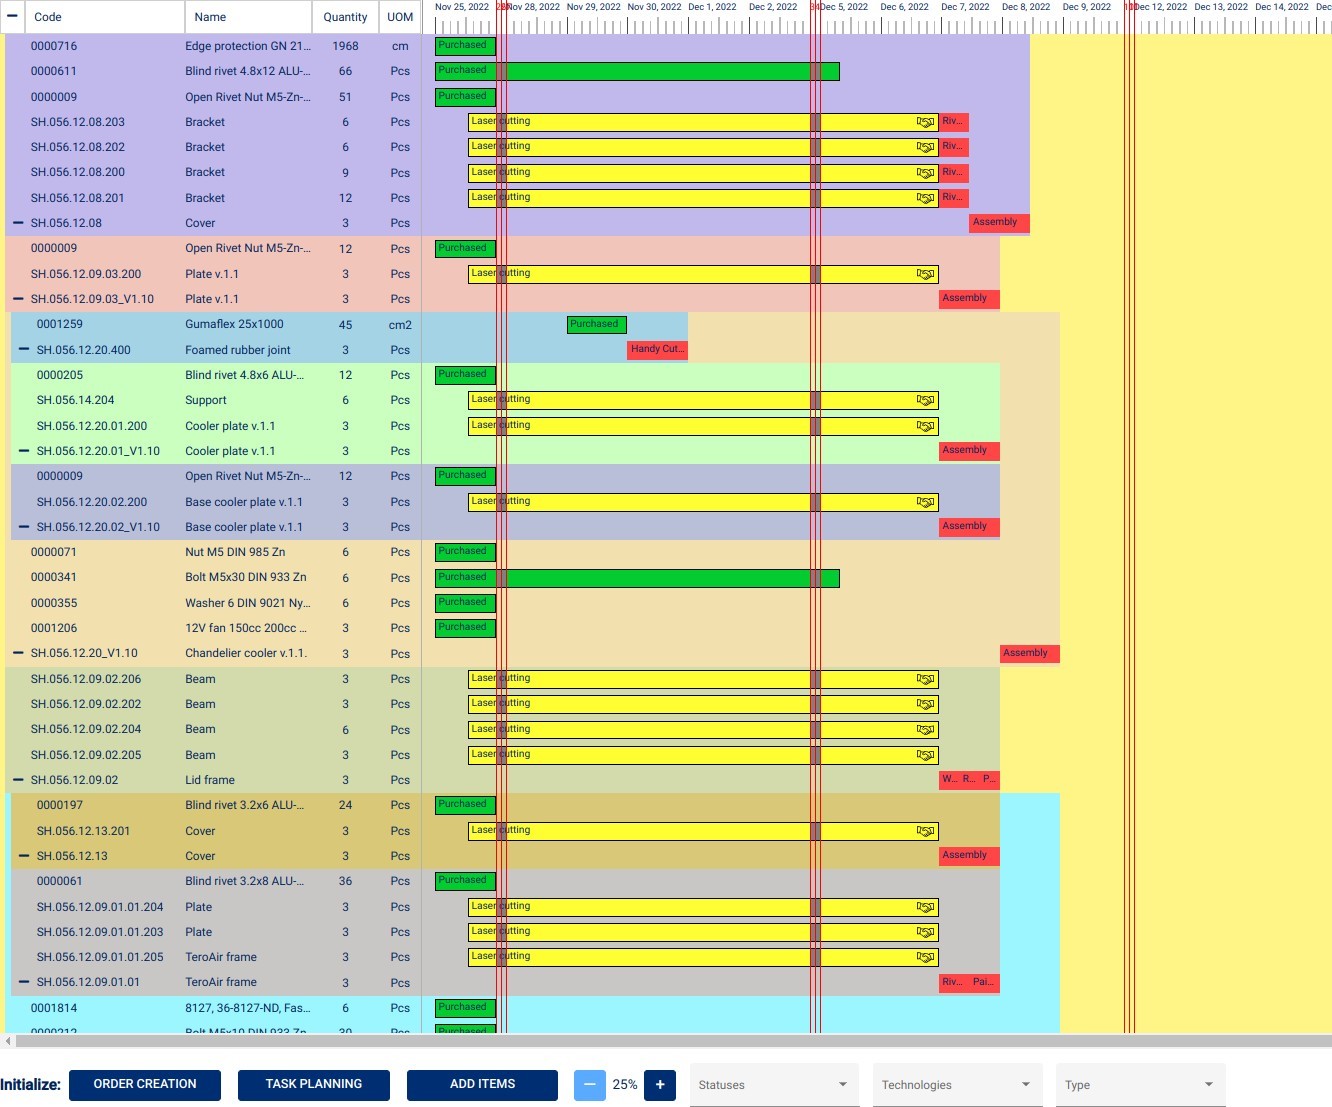 Code Name Quantity UOM Nov 25, 2022 Nov 28, 2022 Nov 29, 2022 Nov 30, 2022 Dec 1, 2022 Dec 2, 2022 Dec 5, 2022 Dec 6, 2022 Dec 7, 2022 Dec 8, 2022 Dec 9, 2022 Dec 12, 2022 Dec 13, 2022 Dec 14, 2022 Dec
0000716 Edge protection GN 21... 1968 cm Purchased
0000611 Blind rivet 4.8x12 ALU-... 66 Pcs Purchased
0000009 Open Rivet Nut M5-Zn-... 51 Pcs Purchased
SH.056.12.08.203 Bracket 6 Pcs Laser cutting Riv...
SH.056.12.08.202 Bracket 6 Pcs Laser cutting Riv...
SH.056.12.08.200 Bracket 9 Pcs Laser cutting Riv...
SH.056.12.08.201 Bracket 12 Pcs Laser cutting Riv...
SH.056.12.08 Cover 3 Pcs Assembly
0000009 Open Rivet Nut M5-Zn-... 12 Pcs Purchased
SH.056.12.09.03.200 Plate v.1.1 3 Pcs Laser cutting
SH.056.12.09.03_V1.10 Plate v.1.1 3 Pcs Assembly
0001259 Gumaflex 25x1000 45 cm2 Purchased
SH.056.12.20.400 Foamed rubber joint 3 Pcs Handy Cut...
0000205 Blind rivet 4.8x6 ALU-... 12 Pcs Purchased
SH.056.14.204 Support 6 Pcs Laser cutting
SH.056.12.20.01.200 Cooler plate v.1.1 3 Pcs Laser cutting
SH.056.12.20.01_V1.10 Cooler plate v.1.1 3 Pcs Assembly
0000009 Open Rivet Nut M5-Zn-... 12 Pcs Purchased
SH.056.12.20.02.200 Base cooler plate v.1.1 3 Pcs Laser cutting
SH.056.12.20.02_V1.10 Base cooler plate v.1.1 3 Pcs Assembly
0000071 Nut M5 DIN 985 Zn 6 Pcs Purchased
0000341 Bolt M5x30 DIN 933 Zn 6 Pcs Purchased
0000355 Washer 6 DIN 9021 Ny... 6 Pcs Purchased
0001206 12V fan 150cc 200cc ... 3 Pcs Purchased
SH.056.12.20_V1.10 Chandelier cooler v.1.1. 3 Pcs Assembly
SH.056.12.09.02.206 Beam 3 Pcs Laser cutting
SH.056.12.09.02.202 Beam 3 Pcs Laser cutting
SH.056.12.09.02.204 Beam 6 Pcs Laser cutting
SH.056.12.09.02.205 Beam 3 Pcs Laser cutting
SH.056.12.09.02 Lid frame 3 Pcs W... R... P...
0000197 Blind rivet 3.2x6 ALU-... 24 Pcs Purchased
SH.056.12.13.201 Cover 3 Pcs Laser cutting
SH.056.12.13 Cover 3 Pcs Assembly
0000061 Blind rivet 3.2x8 ALU-... 36 Pcs Purchased
SH.056.12.09.01.01.204 Plate 3 Pcs Laser cutting
SH.056.12.09.01.01.203 Plate 3 Pcs Laser cutting
SH.056.12.09.01.01.205 TeroAir frame 3 Pcs Laser cutting
SH.056.12.09.01.01 TeroAir frame 3 Pcs Riv... Pai...
0001814 8127, 36-8127-ND, Fas... 6 Pcs Purchased
0000212 Bolt M5x10 DIN 933 Zn 30 Pcs Purchased
Initialize: ORDER CREATION TASK PLANNING ADD ITEMS − 25% + Statuses Technologies Type